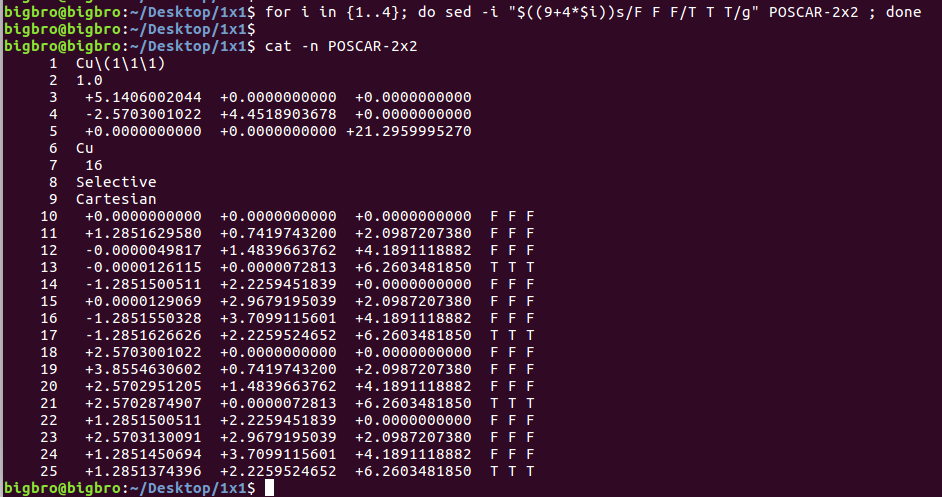 bigbro@bigbro:~/Desktop/1x1$ for i in {1..4}; do sed -i "$((9+4*$i))s/F F F/T T T/g" POSCAR-2x2 ; done
bigbro@bigbro:~/Desktop/1x1$
bigbro@bigbro:~/Desktop/1x1$ cat -n POSCAR-2x2
     1  Cu\(1\1\1)
     2  1.0
     3   +5.1406002044  +0.0000000000  +0.0000000000
     4   -2.5703001022  +4.4518903678  +0.0000000000
     5   +0.0000000000  +0.0000000000 +21.2959995270
     6  Cu
     7   16
     8  Selective
     9  Cartesian
    10   +0.0000000000  +0.0000000000  +0.0000000000  F F F
    11   +1.2851629580  +0.7419743200  +2.0987207380  F F F
    12   -0.0000049817  +1.4839663762  +4.1891118882  F F F
    13   -0.0000126115  +0.0000072813  +6.2603481850  T T T
    14   -1.2851500511  +2.2259451839  +0.0000000000  F F F
    15   +0.0000129069  +2.9679195039  +2.0987207380  F F F
    16   -1.2851550328  +3.7099115601  +4.1891118882  F F F
    17   -1.2851626626  +2.2259524652  +6.2603481850  T T T
    18   +2.5703001022  +0.0000000000  +0.0000000000  F F F
    19   +3.8554630602  +0.7419743200  +2.0987207380  F F F
    20   +2.5702951205  +1.4839663762  +4.1891118882  F F F
    21   +2.5702874907  +0.0000072813  +6.2603481850  T T T
    22   +1.2851500511  +2.2259451839  +0.0000000000  F F F
    23   +2.5703130091  +2.9679195039  +2.0987207380  F F F
    24   +1.2851450694  +3.7099115601  +4.1891118882  F F F
    25   +1.2851374396  +2.2259524652  +6.2603481850  T T T
bigbro@bigbro:~/Desktop/1x1$